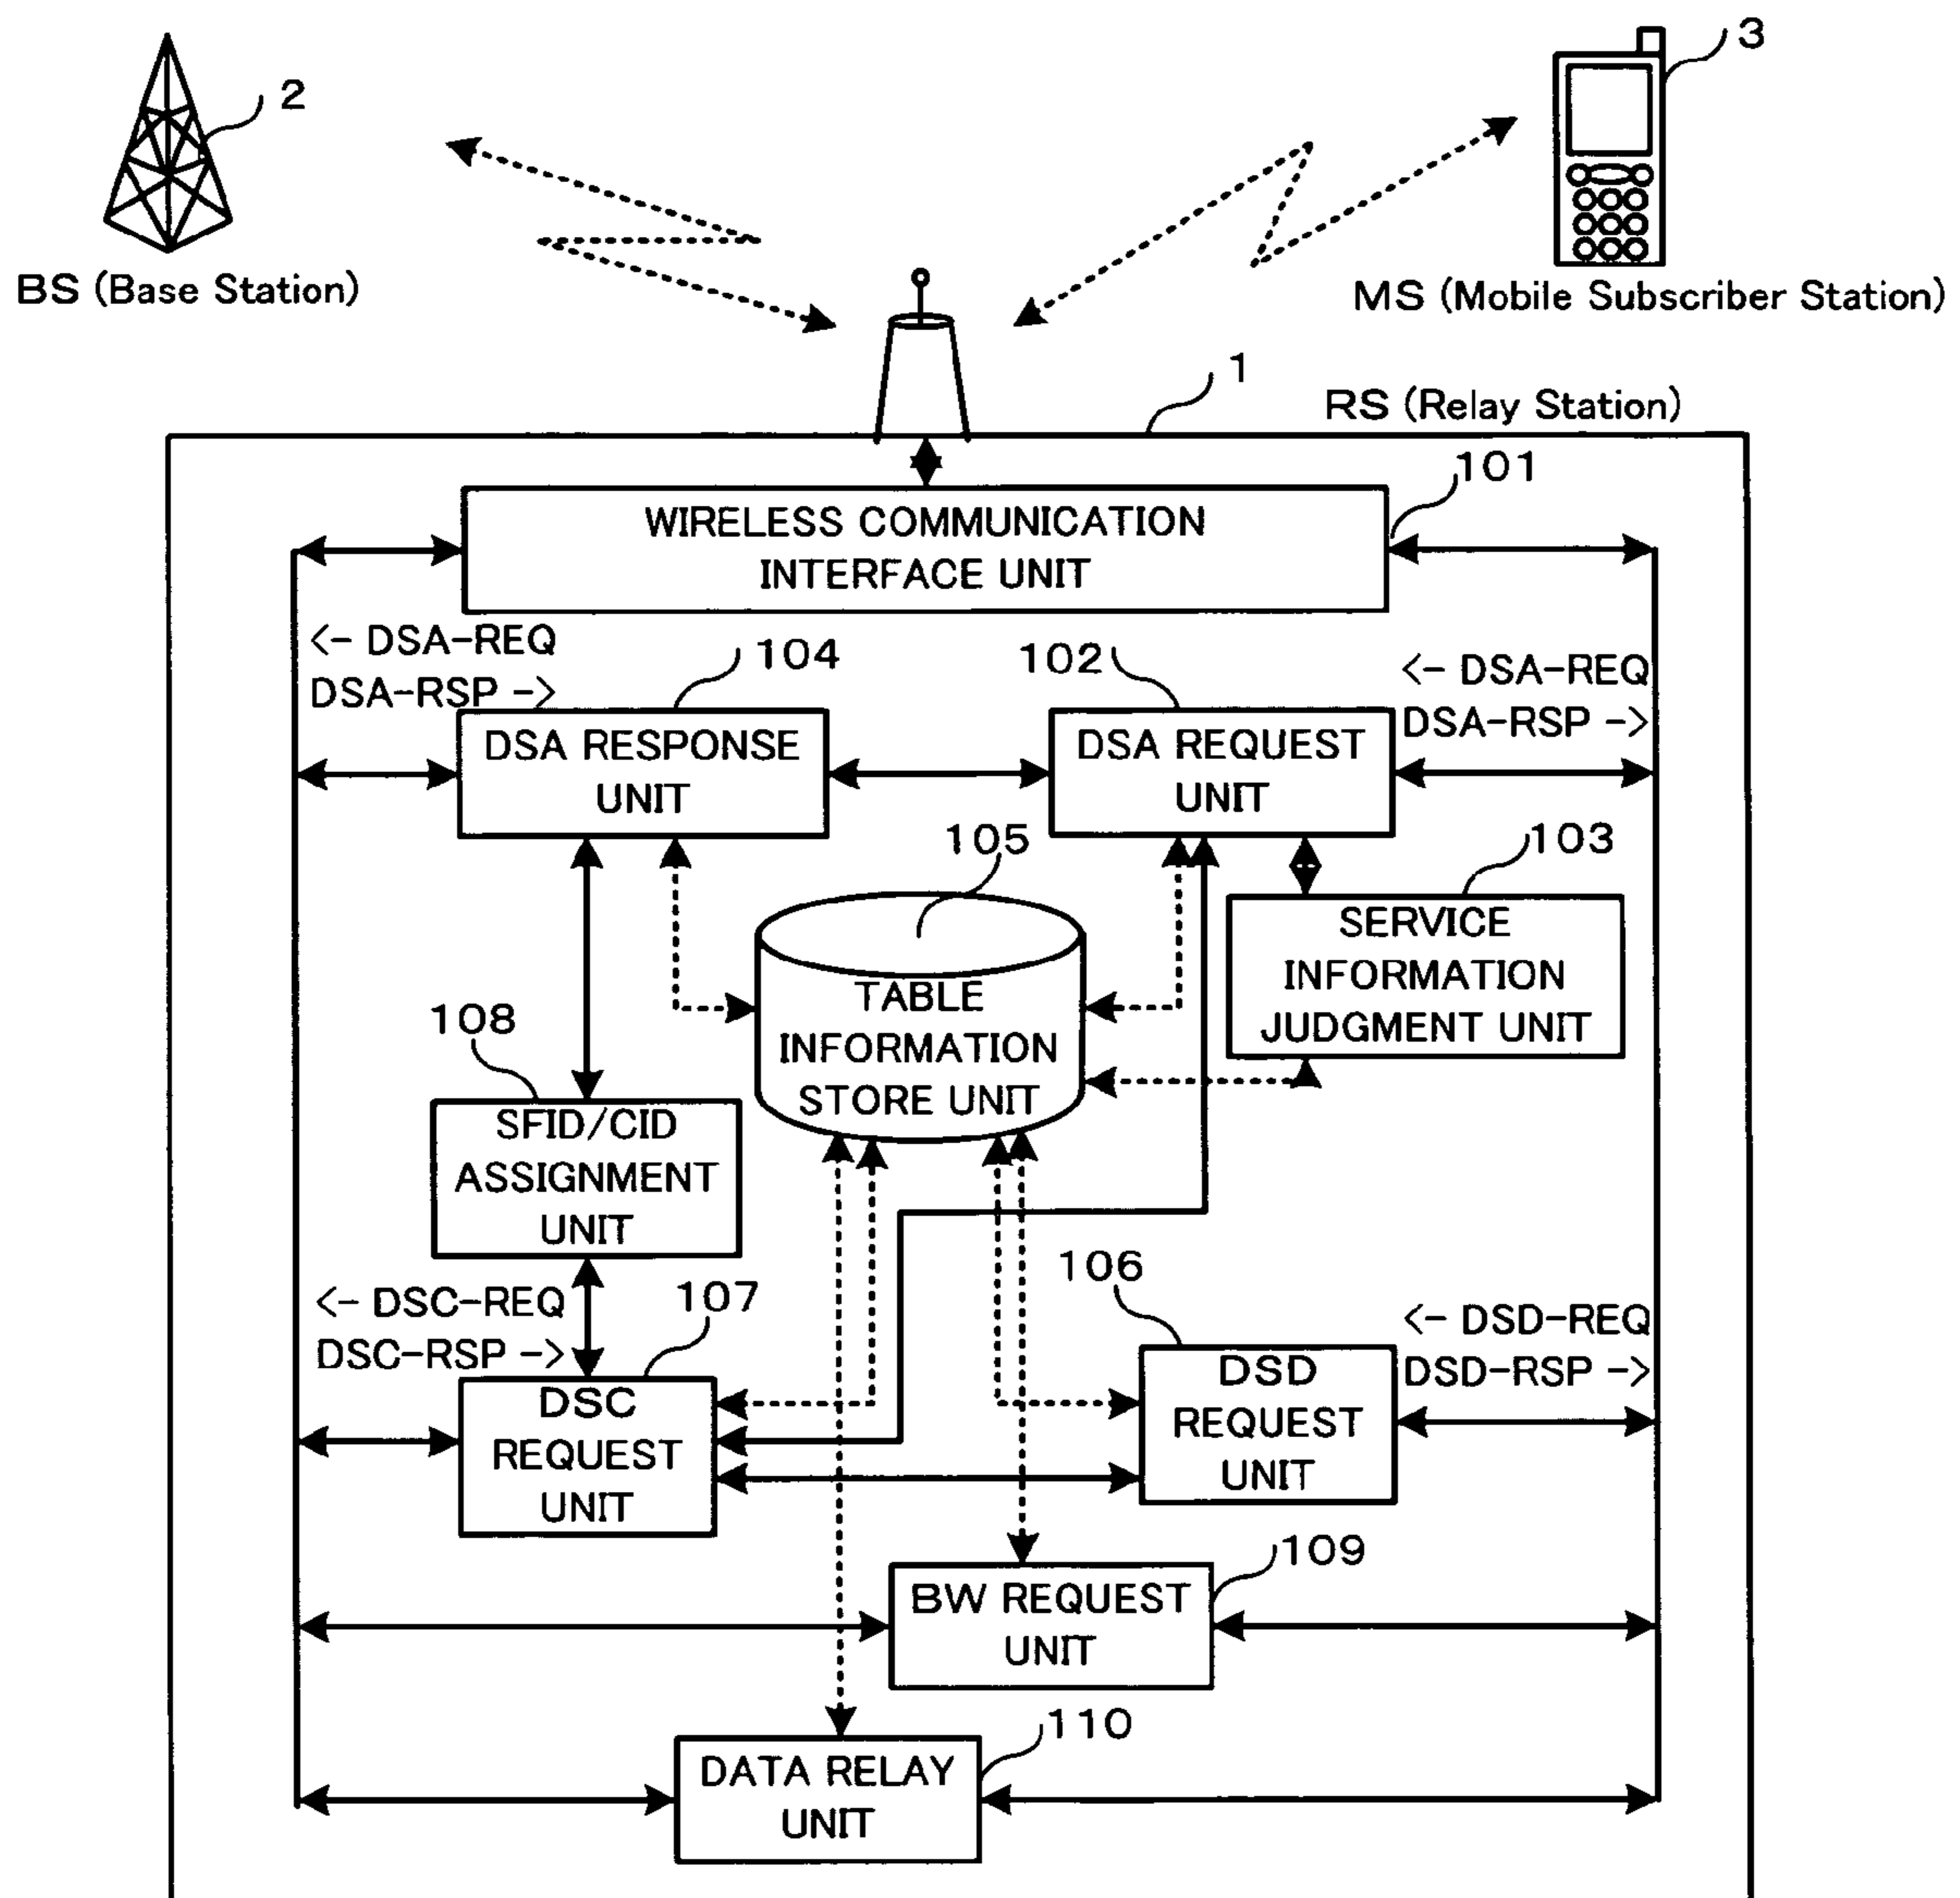 2
3
BS (Base Station)
MS (Mobile Subscriber Station)
1
RS (Relay Station)
101
WIRELESS COMMUNICATION
INTERFACE UNIT
<- DSA-REQ
DSA-RSP ->
104
102
<- DSA-REQ
DSA-RSP ->
DSA RESPONSE
UNIT
DSA REQUEST
UNIT
105
103
SERVICE
INFORMATION
JUDGMENT UNIT
TABLE
INFORMATION
STORE UNIT
108
SFID/CID
ASSIGNMENT
UNIT
<- DSC-REQ
DSC-RSP ->
107
106
<- DSD-REQ
DSD-RSP ->
DSC
REQUEST
UNIT
DSD
REQUEST
UNIT
109
BW REQUEST
UNIT
110
DATA RELAY
UNIT